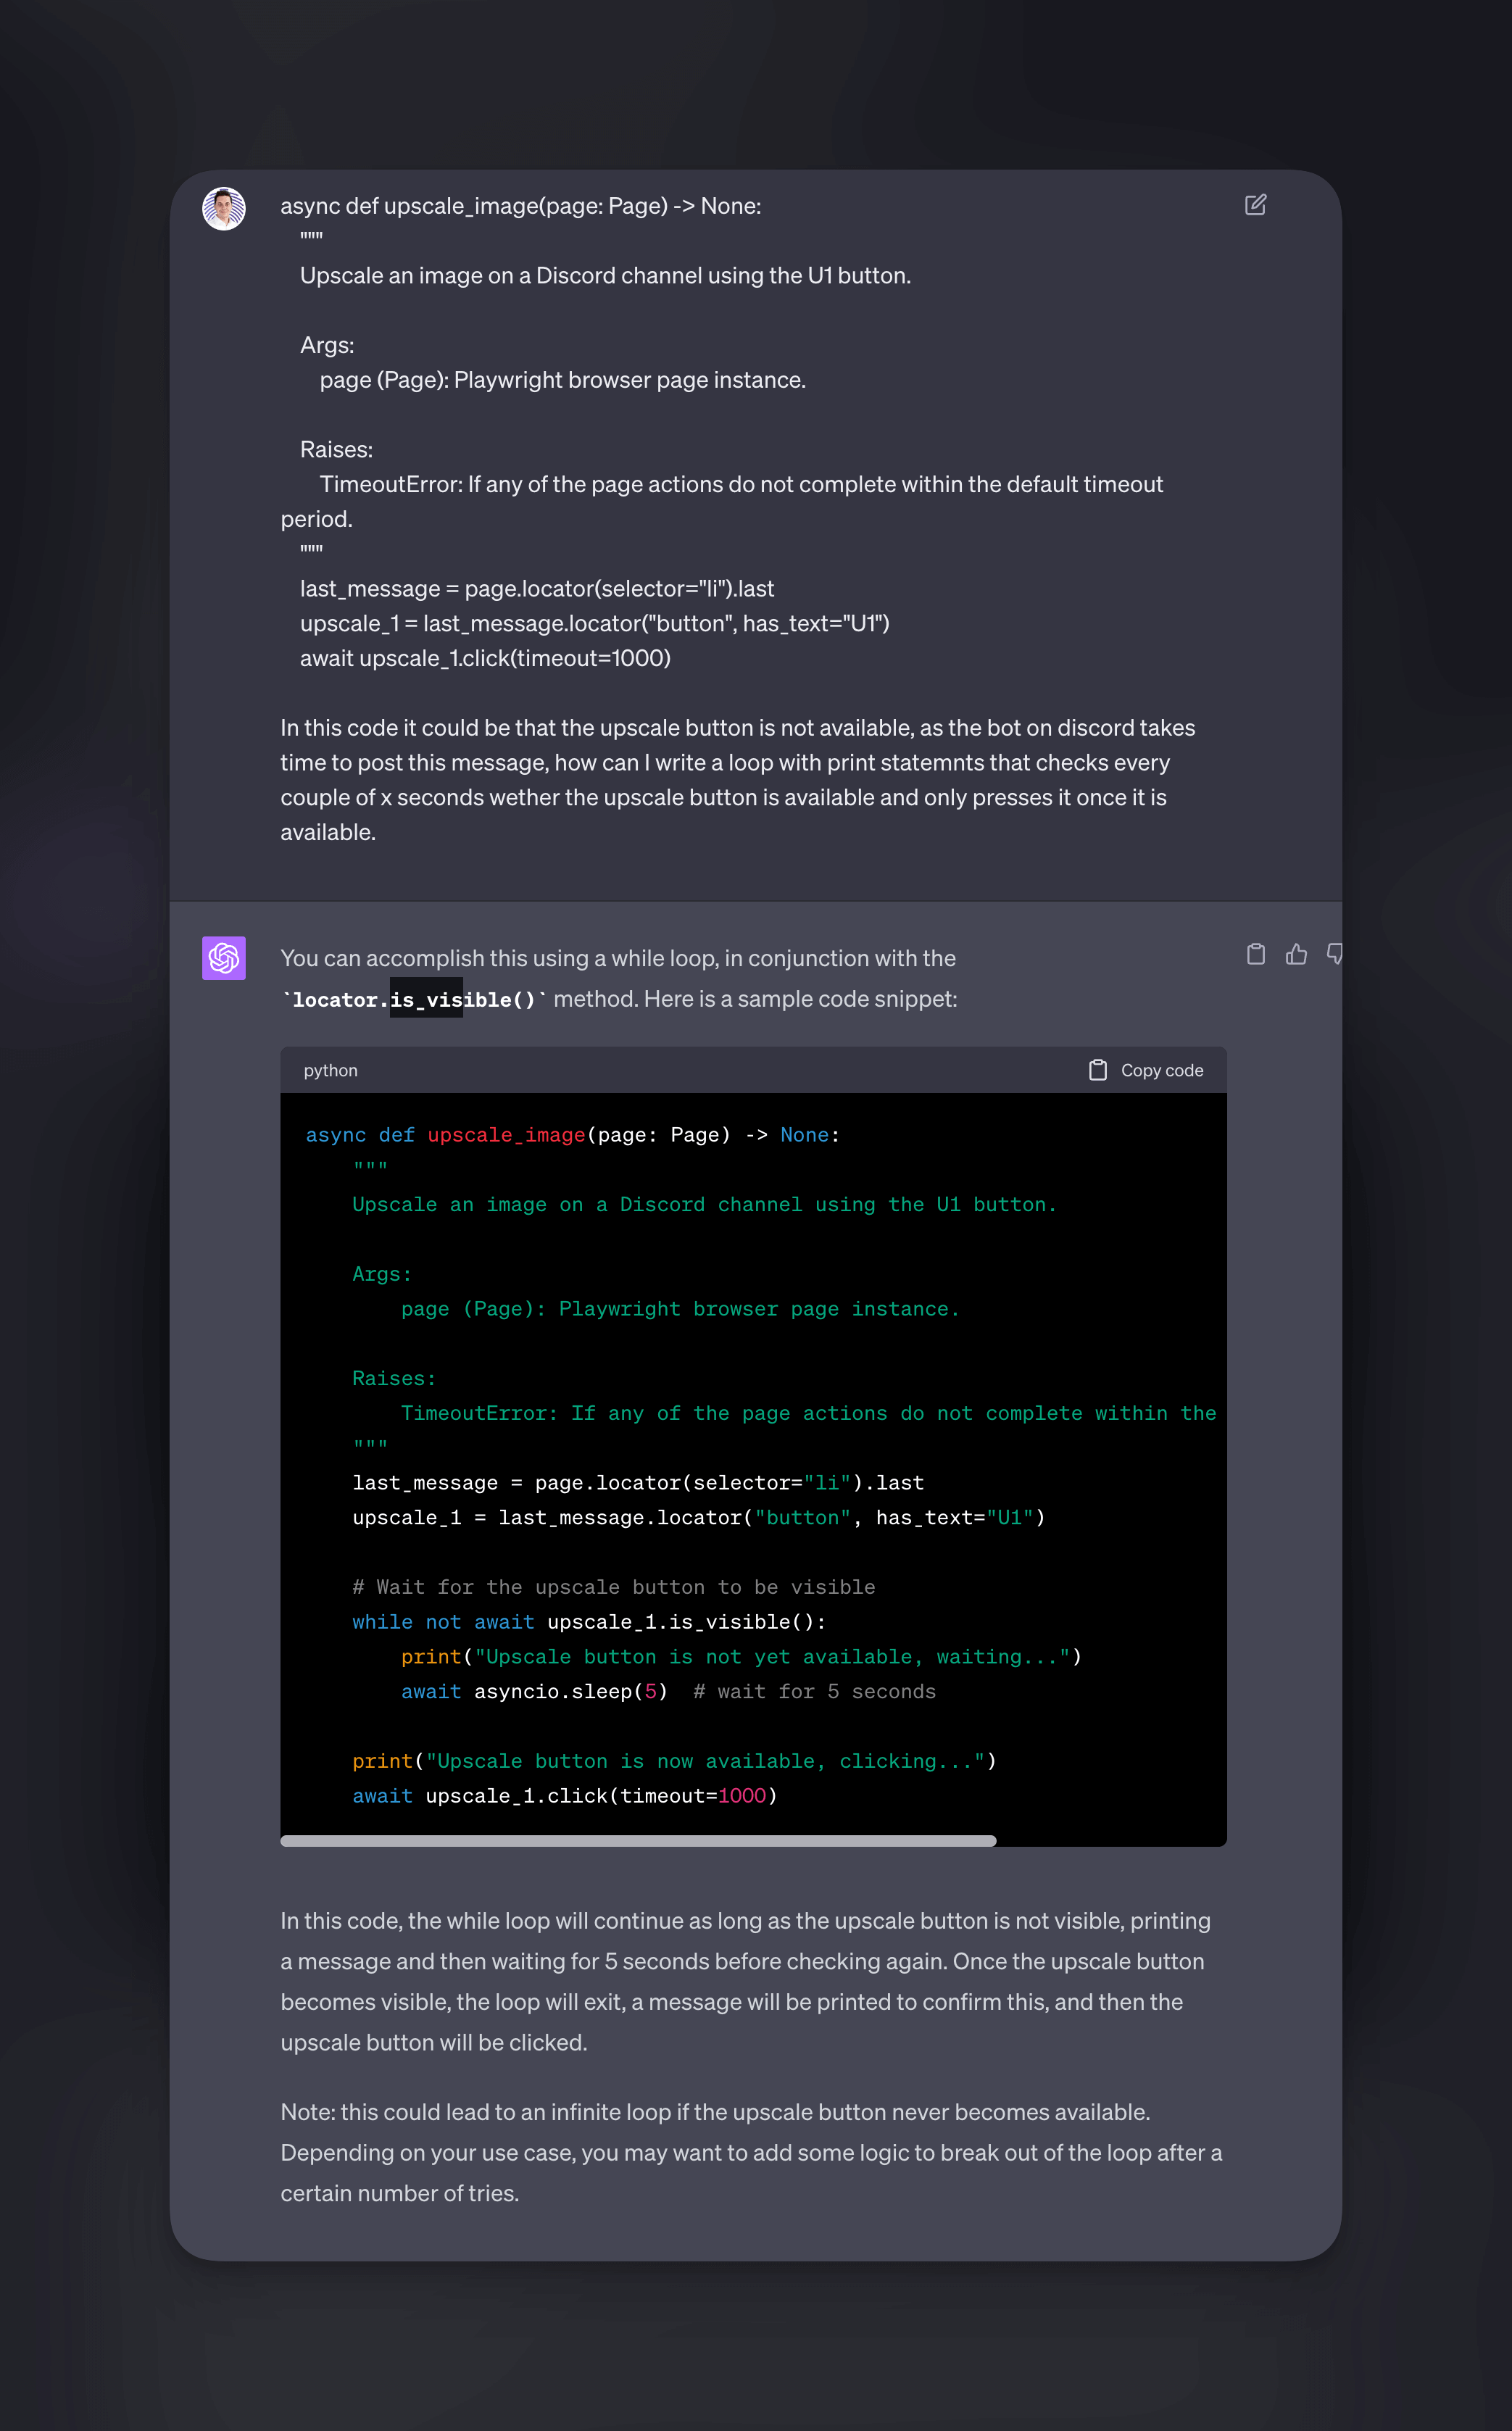 async def upscale_image(page: Page) -> None:
"""
Upscale an image on a Discord channel using the U1 button.
Args:
page (Page): Playwright browser page instance.
Raises:
TimeoutError: If any of the page actions do not complete within the default timeout
period.
"""
last_message = page.locator(selector="li").last
upscale_1 = last_message.locator("button", has_text="U1")
await upscale_1.click(timeout=1000)
In this code it could be that the upscale button is not available, as the bot on discord takes
time to post this message, how can I write a loop with print statemnts that checks every
couple of x seconds wether the upscale button is available and only presses it once it is
available.
You can accomplish this using a while loop, in conjunction with the
`locator.is_visible()` method. Here is a sample code snippet:
python Copy code
async def upscale_image(page: Page) -> None:
"""
Upscale an image on a Discord channel using the U1 button.
Args:
page (Page): Playwright browser page instance.
Raises:
TimeoutError: If any of the page actions do not complete within the
"""
last_message = page.locator(selector="li").last
upscale_1 = last_message.locator("button", has_text="U1")
# Wait for the upscale button to be visible
while not await upscale_1.is_visible():
print("Upscale button is not yet available, waiting...")
await asyncio.sleep(5)  # wait for 5 seconds
print("Upscale button is now available, clicking...")
await upscale_1.click(timeout=1000)
In this code, the while loop will continue as long as the upscale button is not visible, printing
a message and then waiting for 5 seconds before checking again. Once the upscale button
becomes visible, the loop will exit, a message will be printed to confirm this, and then the
upscale button will be clicked.
Note: this could lead to an infinite loop if the upscale button never becomes available.
Depending on your use case, you may want to add some logic to break out of the loop after a
certain number of tries.